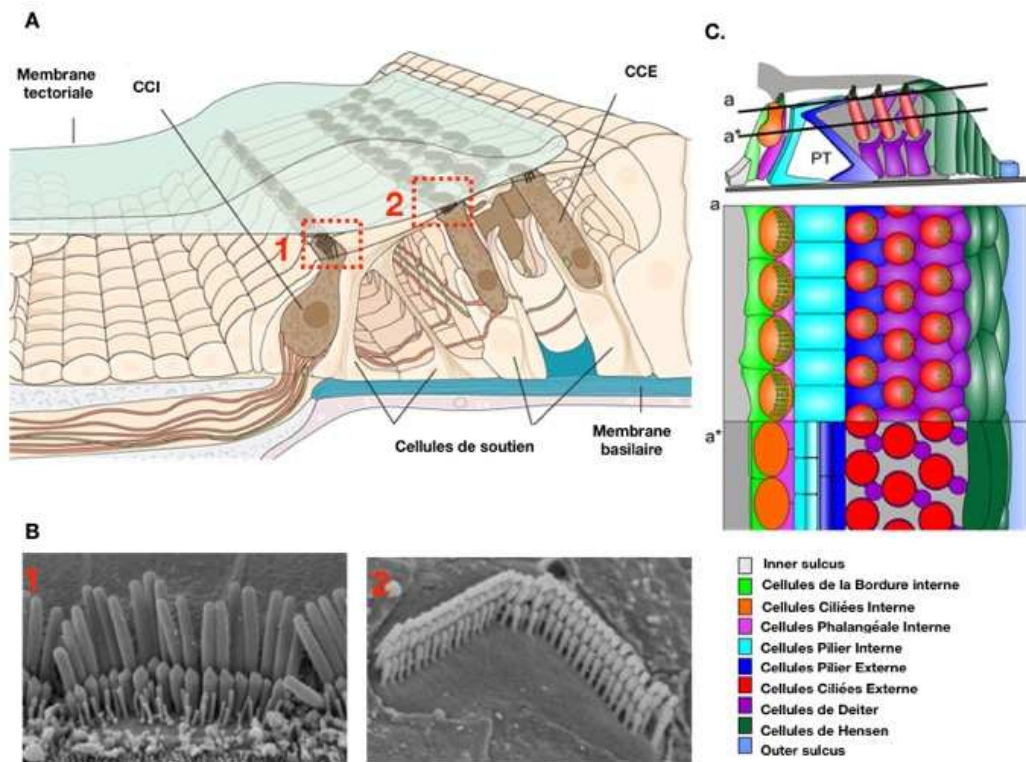 A
Membrane
tectoriale
CCI
CCE
1
2
Cellules de soutien
Membrane
basilaire
B
1
2
C.
a
a*
PT
a
a*
Inner sulcus
Cellules de la Bordure interne
Cellules Ciliées Interne
Cellules Phalangéale Interne
Cellules Pilier Interne
Cellules Pilier Externe
Cellules Ciliées Externe
Cellules de Deiter
Cellules de Hensen
Outer sulcus